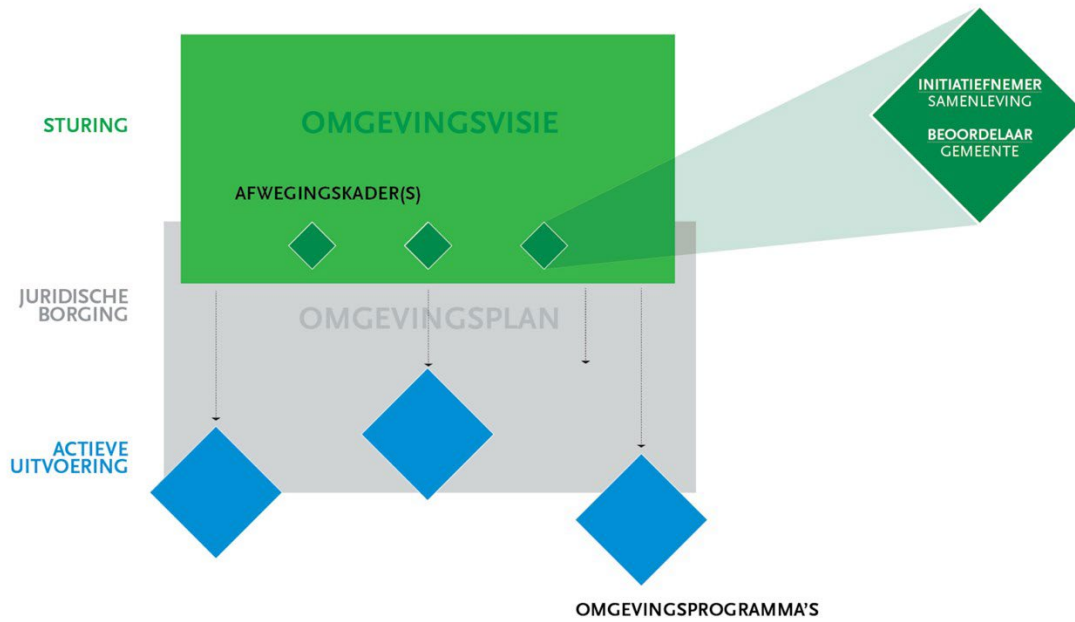 STURING
OMGEVINGSVISIE
AFWEGINGSKADER(S)
INITIATIEFNEMER
SAMENLEVING
BEOORDELAAR
GEMEENTE
JURIDISCHE
BORGING
OMGEVINGSPLAN
ACTIEVE
UITVOERING
OMGEVINGSPROGRAMMA'S